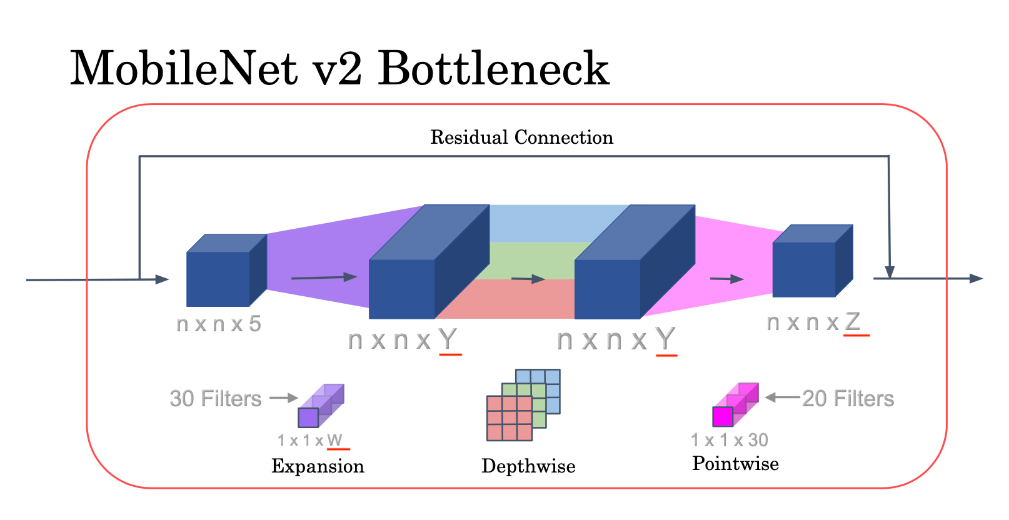 MobileNet v2 Bottleneck
Residual Connection
n x n x 5
n x n x Y
n x n x Y
n x n x Z
30 Filters
1 x 1 x W
Expansion
Depthwise
20 Filters
1 x 1 x 30
Pointwise